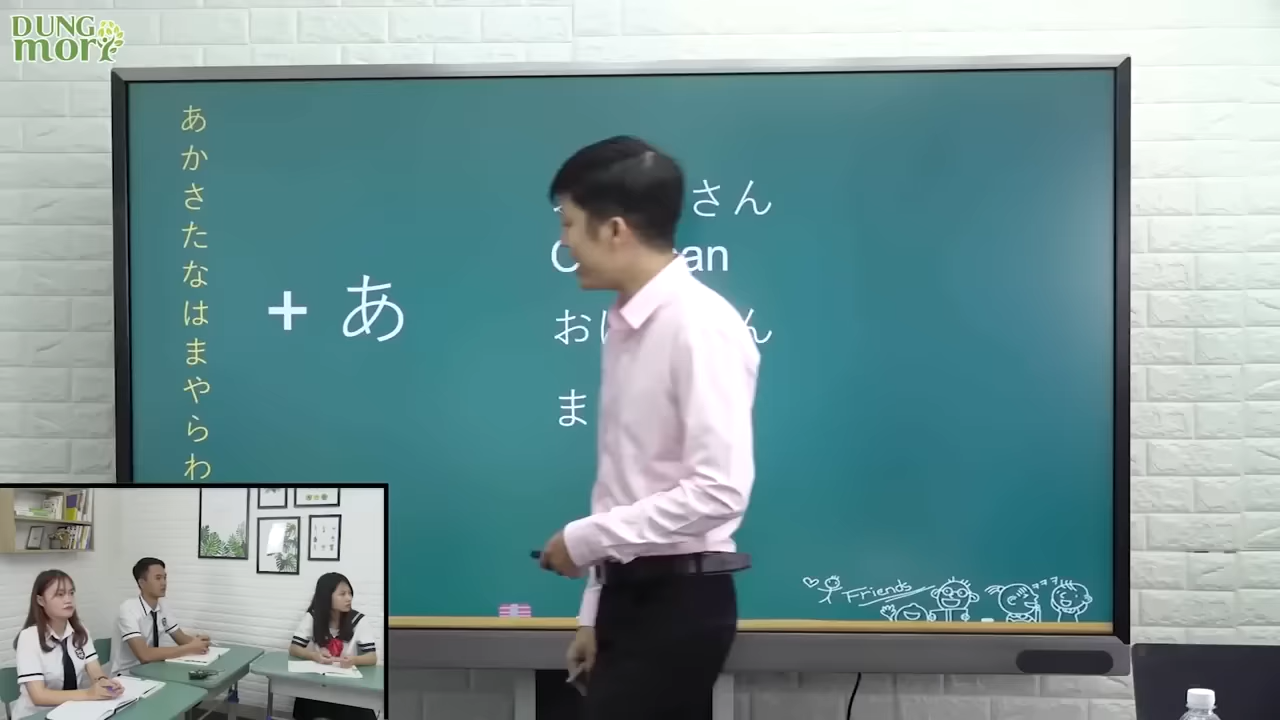 DUNG
mori
あ
か
さ
た
な
は
ま
や
ら
わ
+ あ
さん
an
お
ん
ま
Friends